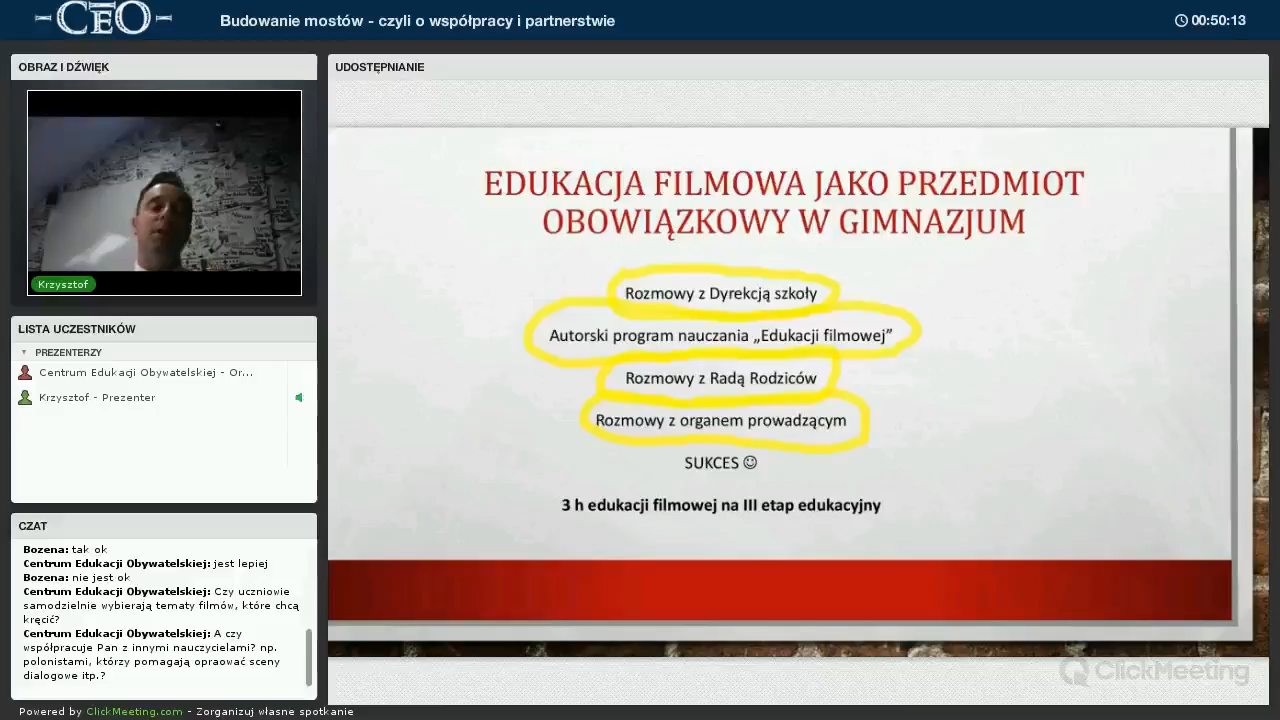 CEO
Budowanie mostów - czyli o współpracy i partnerstwie
00:50:13
OBRAZ I DŹWIĘK
Krzysztof
LISTA UCZESTNIKÓW
PREZENTERZY
Centrum Edukacji Obywatelskiej - Or...
Krzysztof - Prezenter
CZAT
Bozena: tak ok
Centrum Edukacji Obywatelskiej: jest lepiej
Bozena: nie jest ok
Centrum Edukacji Obywatelskiej: Czy uczniowie
samodzielnie wybierają tematy filmów, które chcą
kręcić?
Centrum Edukacji Obywatelskiej: A czy
współpracuje Pan z innymi nauczycielami? np.
polonistami, którzy pomagają opraować sceny
dialogowe itp.?
UDOSTĘPNIANIE
EDUKACJA FILMOWA JAKO PRZEDMIOT
OBOWIĄZKOWY W GIMNAZJUM
Rozmowy z Dyrekcją szkoły
Autorski program nauczania „Edukacji filmowej”
Rozmowy z Radą Rodziców
Rozmowy z organem prowadzącym
SUKCES ☺
3 h edukacji filmowej na III etap edukacyjny
ClickMeeting
Powered by ClickMeeting.com - Zorganizuj własne spotkanie